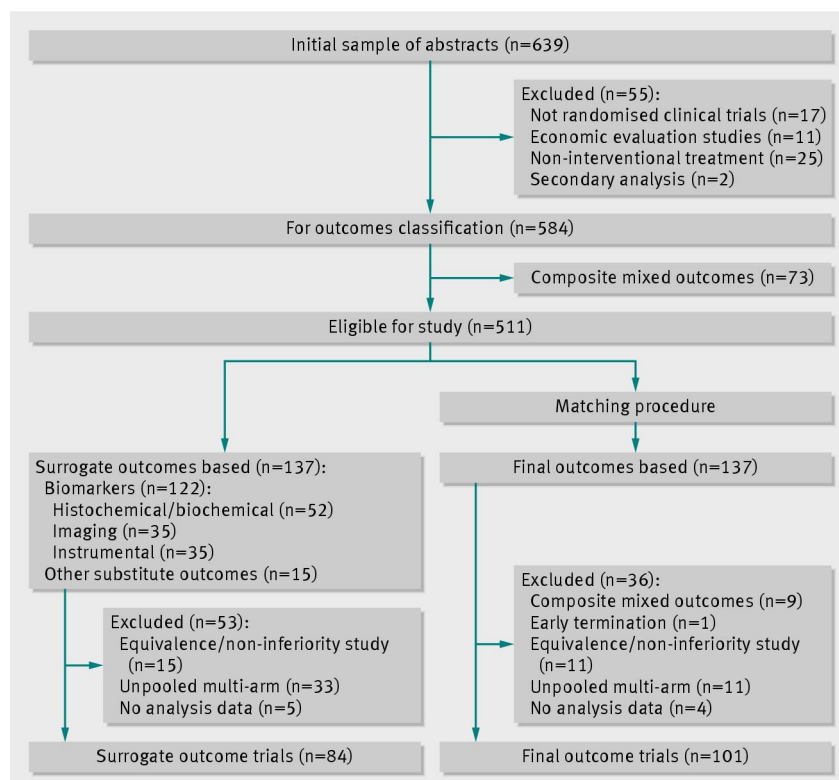 Initial sample of abstracts (n=639)
Excluded (n=55):
Not randomised clinical trials (n=17)
Economic evaluation studies (n=11)
Non-interventional treatment (n=25)
Secondary analysis (n=2)
For outcomes classification (n=584)
Composite mixed outcomes (n=73)
Eligible for study (n=511)
Matching procedure
Surrogate outcomes based (n=137):
Biomarkers (n=122):
Histochemical/biochemical (n=52)
Imaging (n=35)
Instrumental (n=35)
Other substitute outcomes (n=15)
Final outcomes based (n=137)
Excluded (n=53):
Equivalence/non-inferiority study
(n=15)
Unpooled multi-arm (n=33)
No analysis data (n=5)
Excluded (n=36):
Composite mixed outcomes (n=9)
Early termination (n=1)
Equivalence/non-inferiority study
(n=11)
Unpooled multi-arm (n=11)
No analysis data (n=4)
Surrogate outcome trials (n=84)
Final outcome trials (n=101)